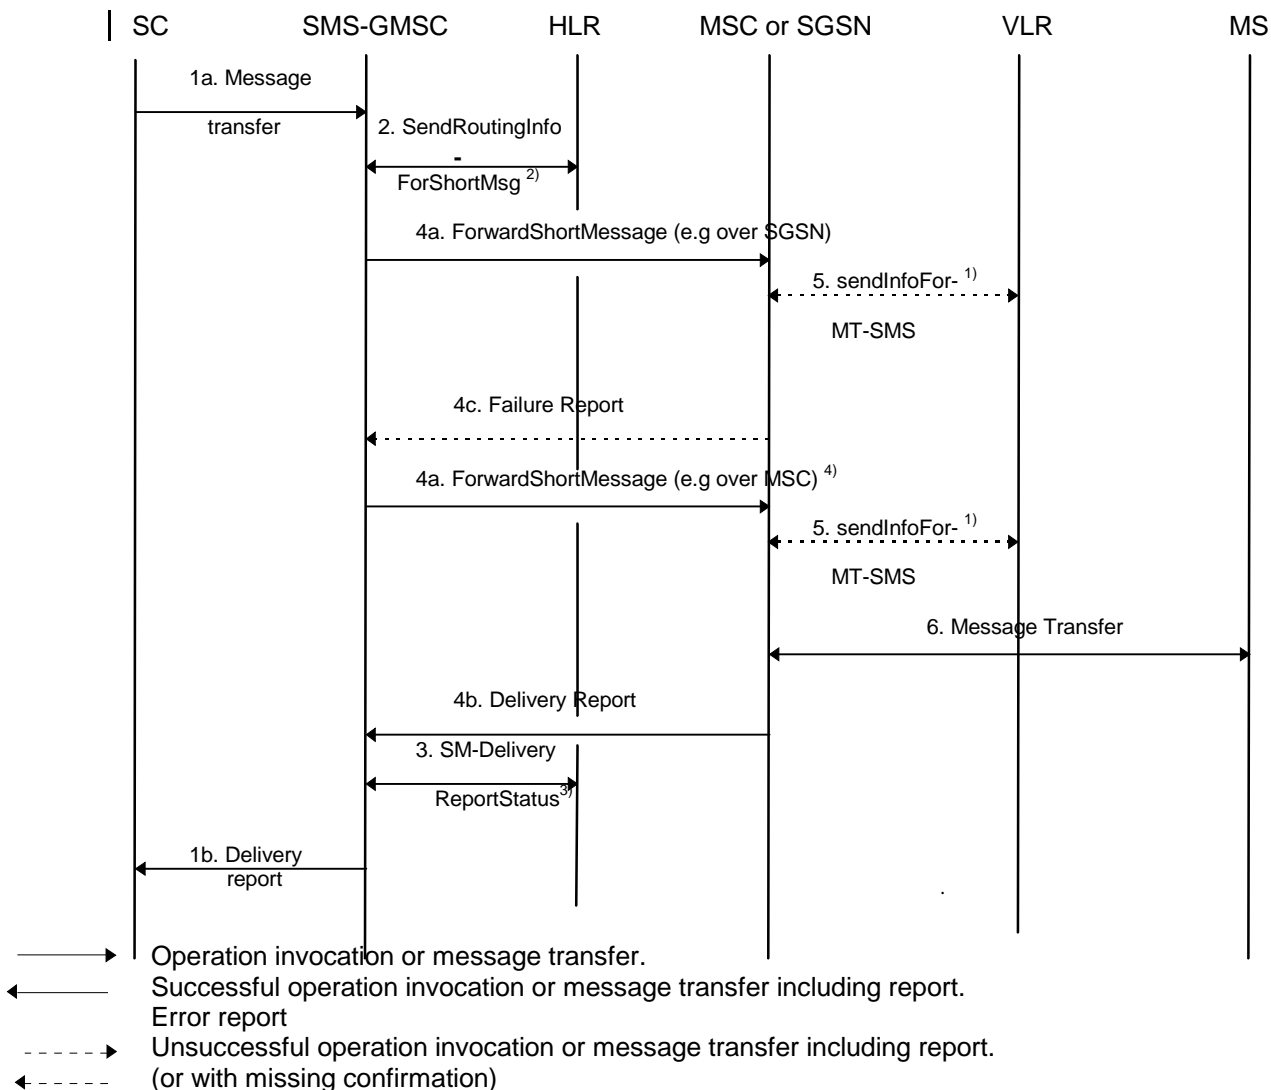 SC SMS-GMSC HLR MSC or SGSN VLR MS
1a. Message
transfer
2. SendRoutingInfo
-
ForShortMsg 2)
4a. ForwardShortMessage (e.g over SGSN)
5. sendInfoFor- 1)
MT-SMS
4c. Failure Report
4a. ForwardShortMessage (e.g over MSC) 4)
5. sendInfoFor- 1)
MT-SMS
6. Message Transfer
4b. Delivery Report
3. SM-Delivery
ReportStatus3)
1b. Delivery
report
.
Operation invocation or message transfer.
Successful operation invocation or message transfer including report.
Error report
Unsuccessful operation invocation or message transfer including report.
(or with missing confirmation)